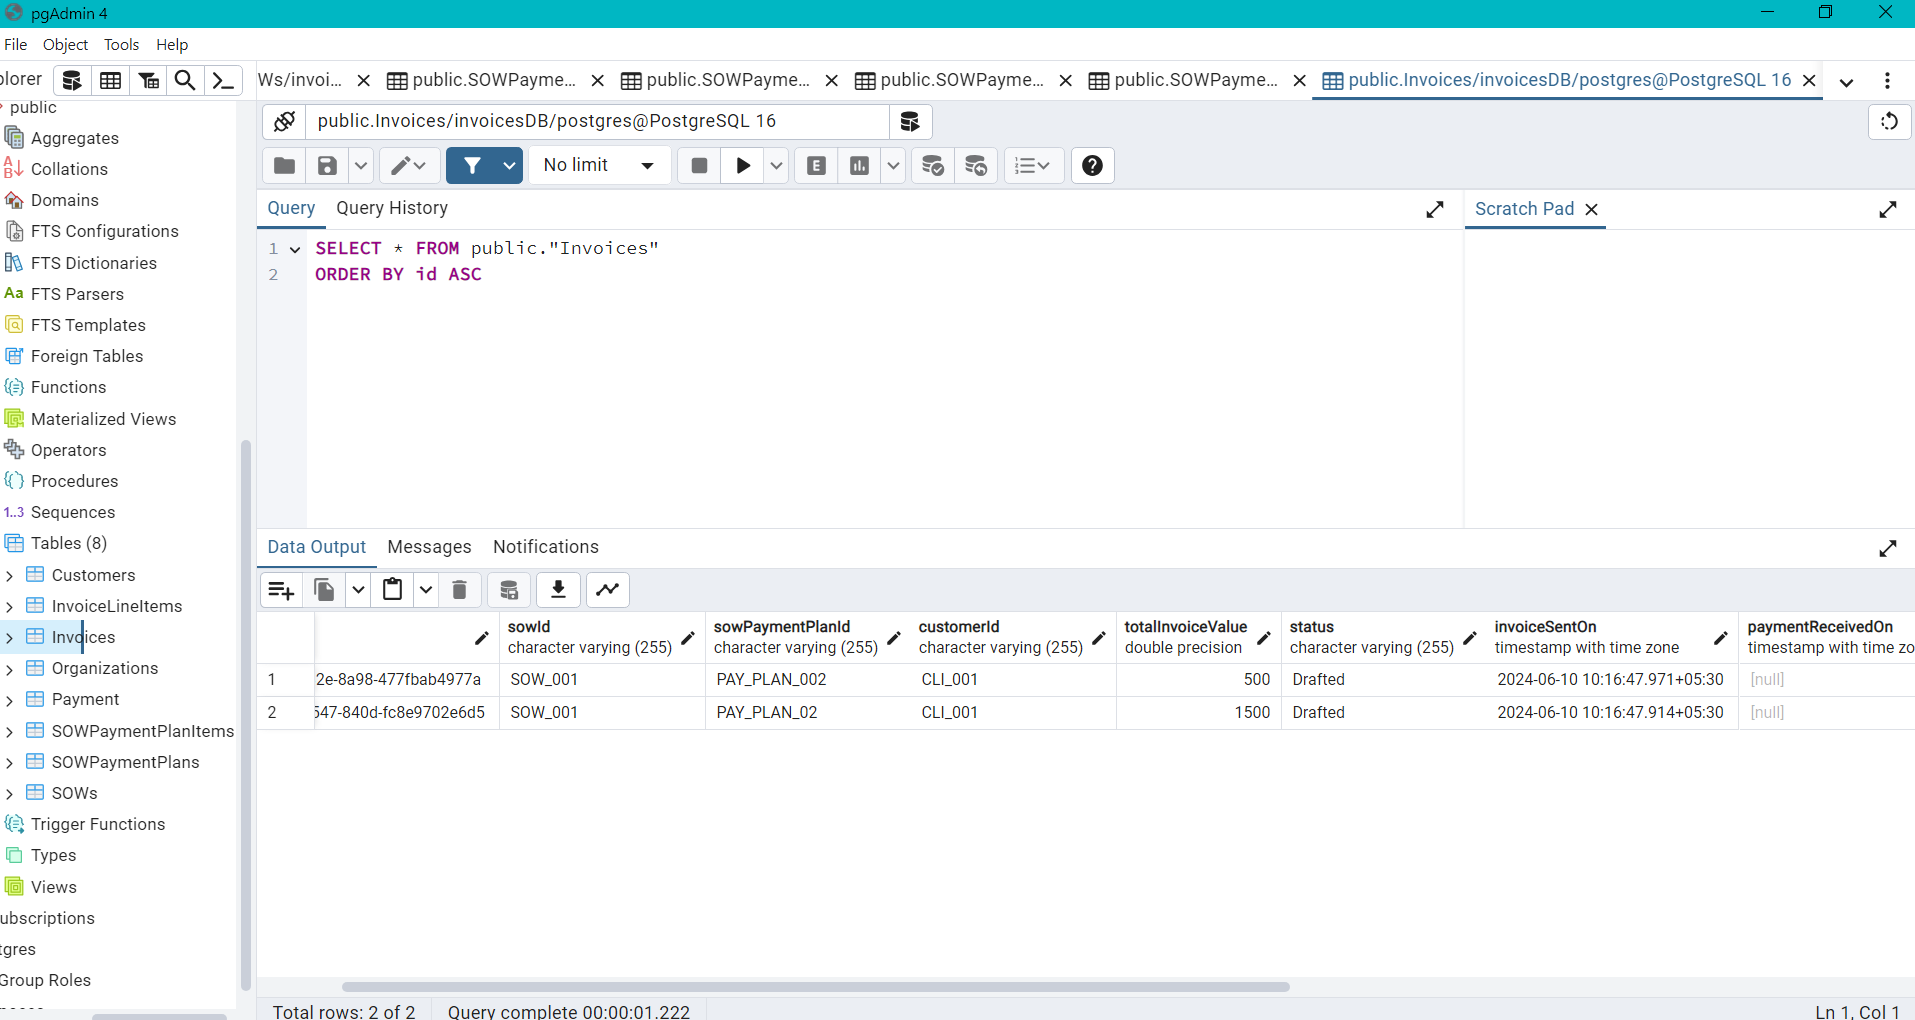 pgAdmin 4
File Object Tools Help
plorer
Ws/invoi...
public.SOWPayme...
public.SOWPayme...
public.SOWPayme...
public.SOWPayme...
public.Invoices/invoicesDB/postgres@PostgreSQL 16
public
Aggregates
Collations
Domains
FTS Configurations
FTS Dictionaries
Aa FTS Parsers
FTS Templates
Foreign Tables
Functions
Materialized Views
Operators
Procedures
1..3 Sequences
Tables (8)
Customers
InvoiceLineItems
Invoices
Organizations
Payment
SOWPaymentPlanItems
SOWPaymentPlans
SOWs
Trigger Functions
Types
Views
ubscriptions
tgres
Group Roles
public.Invoices/invoicesDB/postgres@PostgreSQL 16
No limit
E
Query Query History
Scratch Pad
1 SELECT * FROM public."Invoices"
2 ORDER BY id ASC
Data Output Messages Notifications
sowId sowPaymentPlanId customerId totalInvoiceValue status invoiceSentOn paymentReceivedOn
character varying (255) character varying (255) character varying (255) double precision character varying (255) timestamp with time zone timestamp with time zo
1 2e-8a98-477fbab4977a SOW_001 PAY_PLAN_002 CLI_001 500 Drafted 2024-06-10 10:16:47.971+05:30 [null]
2 547-840d-fc8e9702e6d5 SOW_001 PAY_PLAN_02 CLI_001 1500 Drafted 2024-06-10 10:16:47.914+05:30 [null]
Total rows: 2 of 2 Query complete 00:00:01.222 Ln 1, Col 1